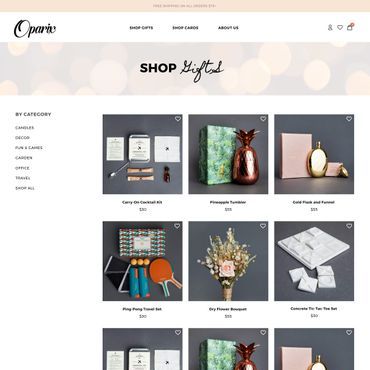 FREE SHIPPING ON ALL ORDERS $75+
Opariv
SHOP GIFTS
SHOP CARDS
ABOUT US
SHOP Gifts
BY CATEGORY
CANDLES
DECOR
FUN & GAMES
GARDEN
OFFICE
TRAVEL
SHOP ALL
Carry-On Cocktail Kit
$30
Pineapple Tumbler
$55
Gold Flask and Funnel
$55
Ping Pong Travel Set
$30
Dry Flower Bouquet
$55
Concrete Tic Tac Toe Set
$30